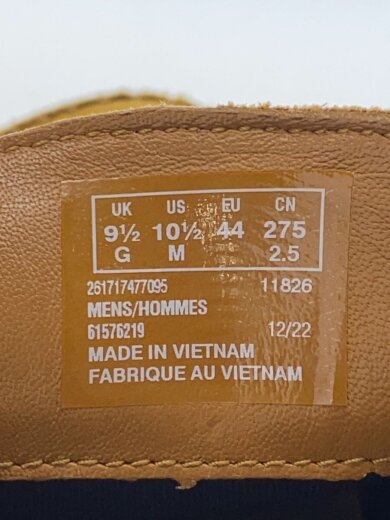 UK US EU CN
9½ 10½ 44 275
G M 2.5
261717477095 11826
MENS/HOMMES
61576219 12/22
MADE IN VIETNAM
FABRIQUE AU VIETNAM